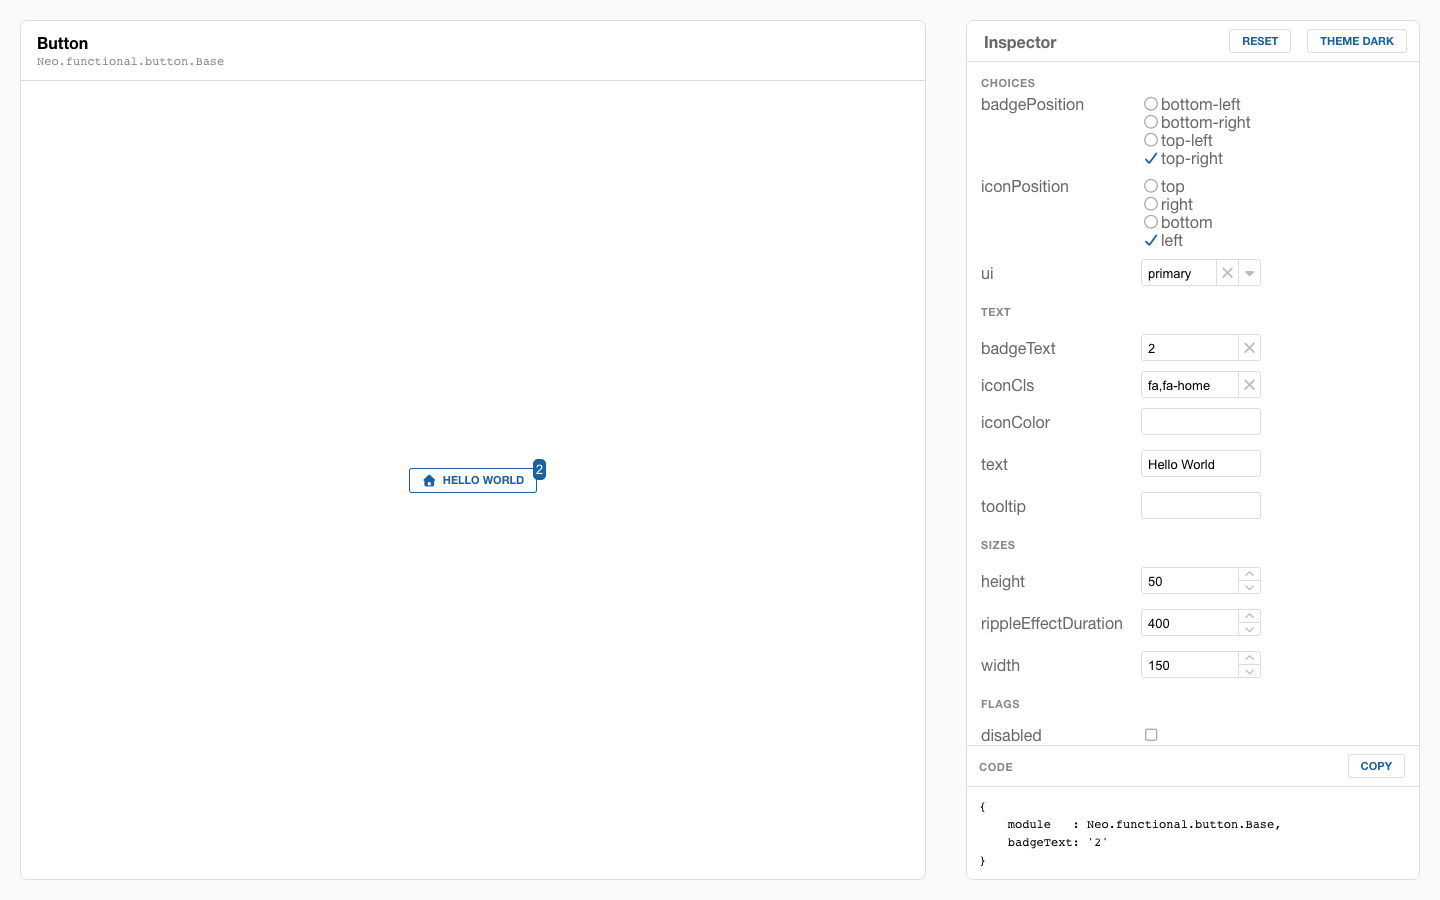 Button
Neo.functional.button.Base
HELLO WORLD
2
Inspector
RESET
THEME DARK
CHOICES
badgePosition
bottom-left
bottom-right
top-left
top-right
iconPosition
top
right
bottom
left
ui
primary
TEXT
badgeText
2
iconCls
fa,fa-home
iconColor
text
Hello World
tooltip
SIZES
height
50
rippleEffectDuration
400
width
150
FLAGS
disabled
CODE
COPY
{
    module   : Neo.functional.button.Base,
    badgeText: '2'
}